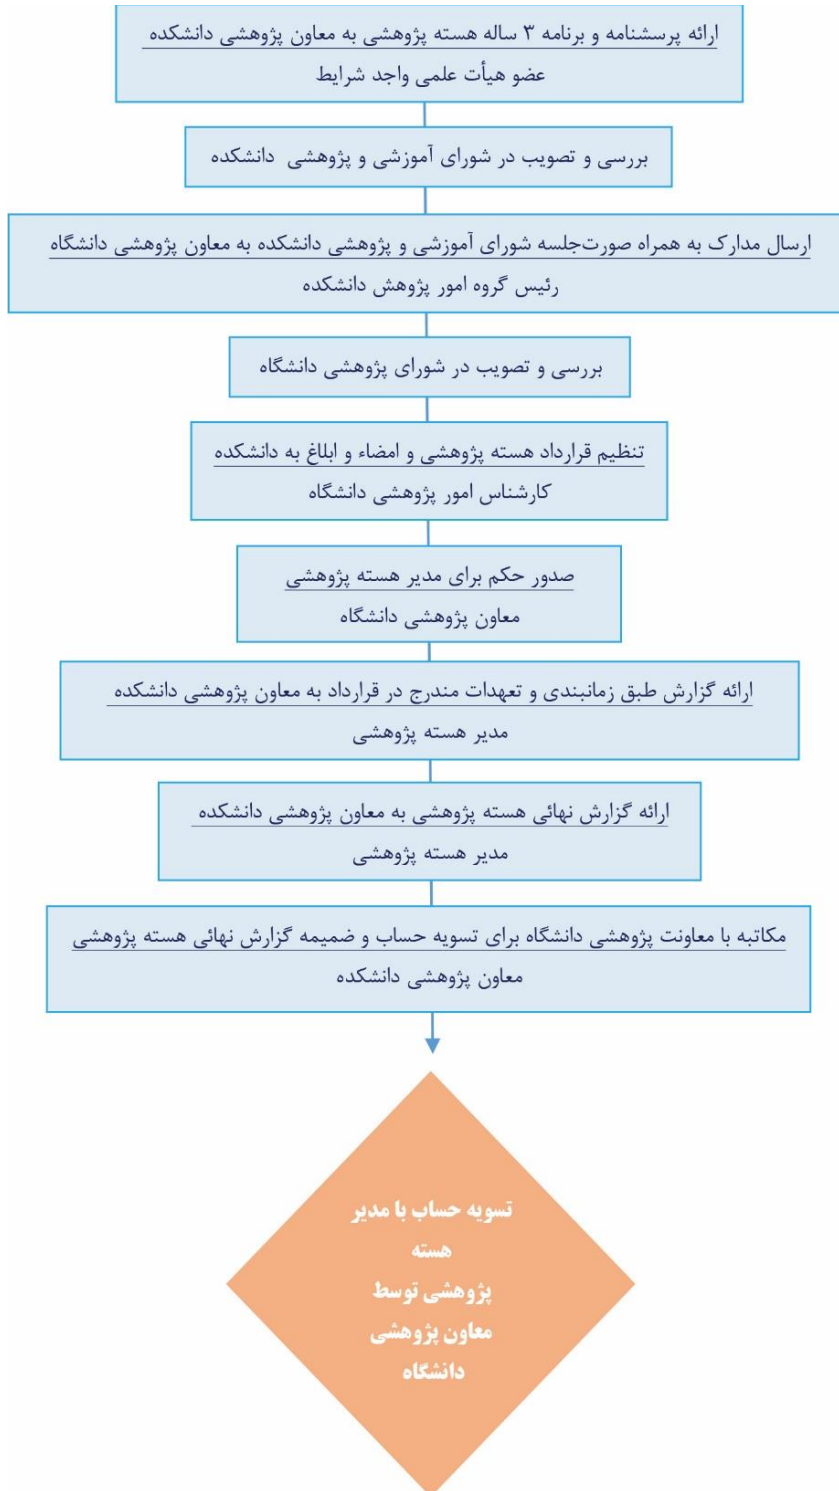 ارائه پرسشنامه و برنامه ۳ ساله هسته پژوهشی به معاون پژوهشی دانشکده
عضو هیأت علمی واجد شرایط
بررسی و تصویب در شورای آموزشی و پژوهشی دانشکده
ارسال مدارک به همراه صورت‌جلسه شورای آموزشی و پژوهشی دانشکده به معاون پژوهشی دانشگاه
رئیس گروه امور پژوهش دانشکده
بررسی و تصویب در شورای پژوهشی دانشگاه
تنظیم قرارداد هسته پژوهشی و امضاء و ابلاغ به دانشکده
کارشناس امور پژوهشی دانشگاه
صدور حکم برای مدیر هسته پژوهشی
معاون پژوهشی دانشگاه
ارائه گزارش طبق زمانبندی و تعهدات مندرج در قرارداد به معاون پژوهشی دانشکده
مدیر هسته پژوهشی
ارائه گزارش نهائی هسته پژوهشی به معاون پژوهشی دانشکده
مدیر هسته پژوهشی
مکاتبه با معاونت پژوهشی دانشگاه برای تسویه حساب و ضمیمه گزارش نهائی هسته پژوهشی
معاون پژوهشی دانشکده
تسویه حساب با مدیر
هسته
پژوهشی توسط
معاون پژوهشی
دانشگاه